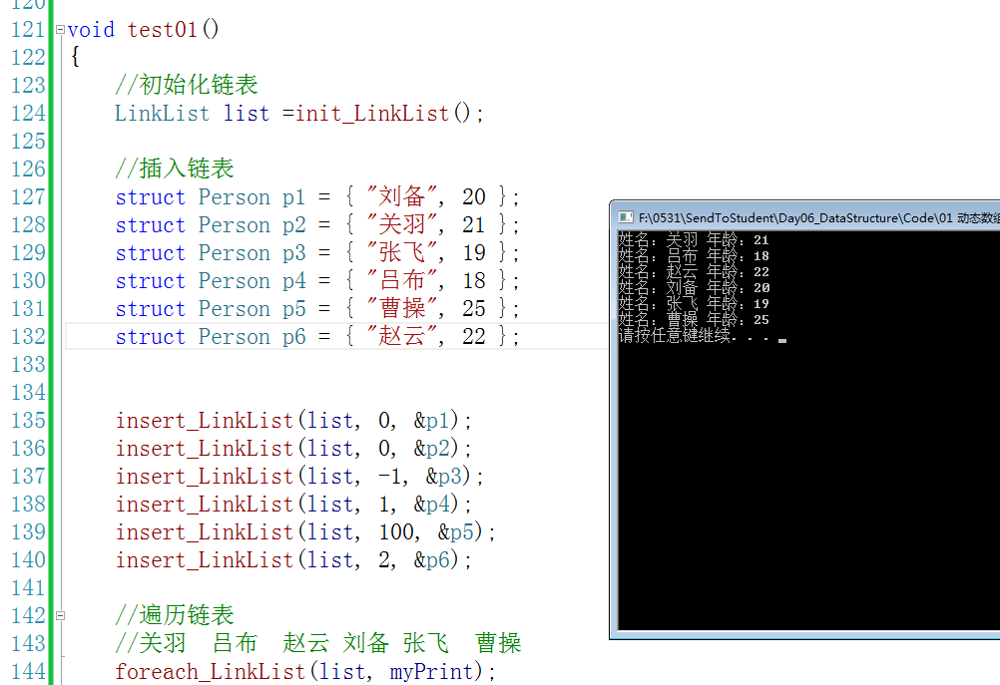 120
121 void test01()
122 {
123 //初始化链表
124 LinkList list =init_LinkList();
125
126 //插入链表
127 struct Person p1 = { "刘备", 20 };
128 struct Person p2 = { "关羽", 21 };
129 struct Person p3 = { "张飞", 19 };
130 struct Person p4 = { "吕布", 18 };
131 struct Person p5 = { "曹操", 25 };
132 struct Person p6 = { "赵云", 22 };
133
134
135 insert_LinkList(list, 0, &p1);
136 insert_LinkList(list, 0, &p2);
137 insert_LinkList(list, -1, &p3);
138 insert_LinkList(list, 1, &p4);
139 insert_LinkList(list, 100, &p5);
140 insert_LinkList(list, 2, &p6);
141
142 //遍历链表
143 //关羽 吕布 赵云 刘备 张飞 曹操
144 foreach_LinkList(list, myPrint);
F:\0531\SendToStudent\Day06_DataStructure\Code\01 动态数组
姓名：关羽 年龄：21
姓名：吕布 年龄：18
姓名：赵云 年龄：22
姓名：刘备 年龄：20
姓名：张飞 年龄：19
姓名：曹操 年龄：25
请按任意键继续. . .